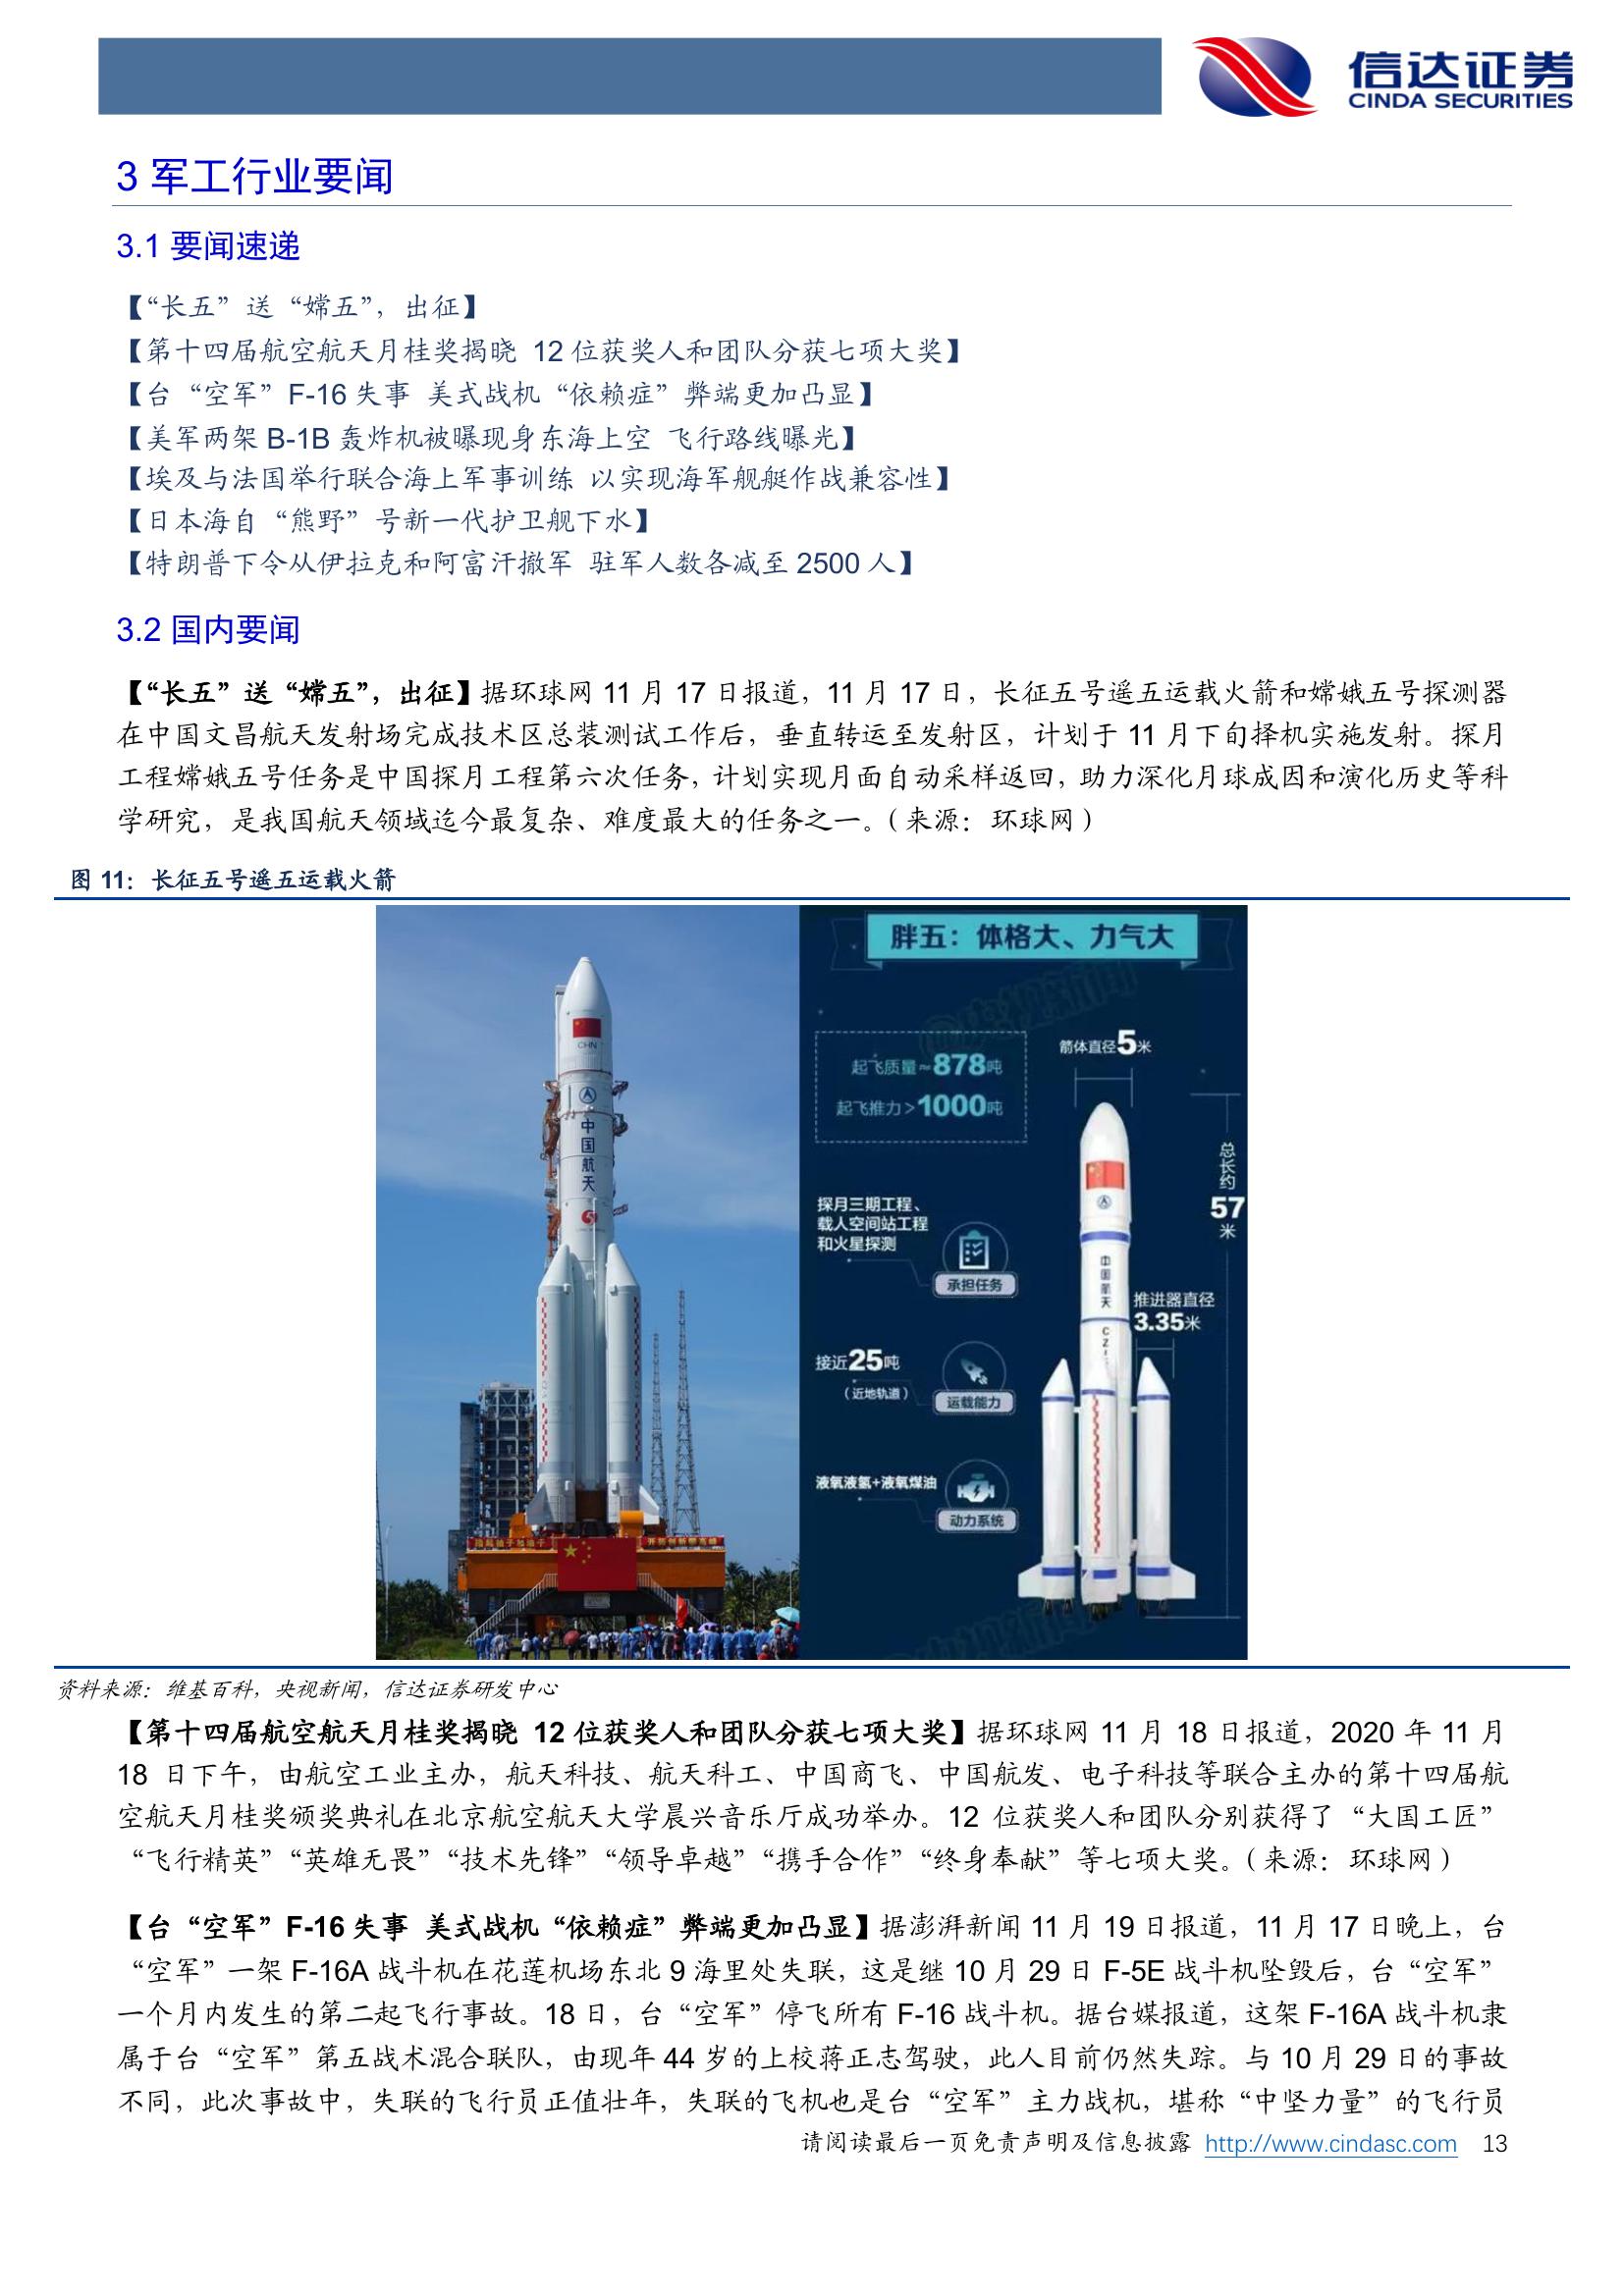 信达证券
CINDA SECURITIES
3 军工行业要闻
3.1 要闻速递
【“长五”送“嫦五”，出征】
【第十四届航空航天月桂奖揭晓 12 位获奖人和团队分获七项大奖】
【台“空军”F-16 失事 美式战机“依赖症”弊端更加凸显】
【美军两架 B-1B 轰炸机被曝现身东海上空 飞行路线曝光】
【埃及与法国举行联合海上军事训练 以实现海军舰艇作战兼容性】
【日本海自“熊野”号新一代护卫舰下水】
【特朗普下令从伊拉克和阿富汗撤军 驻军人数各减至 2500 人】
3.2 国内要闻
【“长五”送“嫦五”，出征】据环球网 11 月 17 日报道，11 月 17 日，长征五号遥五运载火箭和嫦娥五号探测器
在中国文昌航天发射场完成技术区总装测试工作后，垂直转运至发射区，计划于 11 月下旬择机实施发射。探月
工程嫦娥五号任务是中国探月工程第六次任务，计划实现月面自动采样返回，助力深化月球成因和演化历史等科
学研究，是我国航天领域迄今最复杂、难度最大的任务之一。（来源：环球网）
图 11：长征五号遥五运载火箭
CHN
中国航天
胖五：体格大、力气大
起飞质量≈878吨
起飞推力>1000吨
箭体直径5米
总长约
57
米
探月三期工程、
载人空间站工程
和火星探测
承担任务
中国航天
CZ
推进器直径
3.35米
接近25吨
（近地轨道）
运载能力
液氧液氢+液氧煤油
动力系统
资料来源：维基百科，央视新闻，信达证券研发中心
【第十四届航空航天月桂奖揭晓 12 位获奖人和团队分获七项大奖】据环球网 11 月 18 日报道，2020 年 11 月
18 日下午，由航空工业主办，航天科技、航天科工、中国商飞、中国航发、电子科技等联合主办的第十四届航
空航天月桂奖颁奖典礼在北京航空航天大学晨兴音乐厅成功举办。12 位获奖人和团队分别获得了“大国工匠”
“飞行精英”“英雄无畏”“技术先锋”“领导卓越”“携手合作”“终身奉献”等七项大奖。（来源：环球网）
【台“空军”F-16 失事 美式战机“依赖症”弊端更加凸显】据澎湃新闻 11 月 19 日报道，11 月 17 日晚上，台
“空军”一架 F-16A 战斗机在花莲机场东北 9 海里处失联，这是继 10 月 29 日 F-5E 战斗机坠毁后，台“空军”
一个月内发生的第二起飞行事故。18 日，台“空军”停飞所有 F-16 战斗机。据台媒报道，这架 F-16A 战斗机隶
属于台“空军”第五战术混合联队，由现年 44 岁的上校蒋正志驾驶，此人目前仍然失踪。与 10 月 29 日的事故
不同，此次事故中，失联的飞行员正值壮年，失联的飞机也是台“空军”主力战机，堪称“中坚力量”的飞行员
请阅读最后一页免责声明及信息披露 http://www.cindasc.com 13